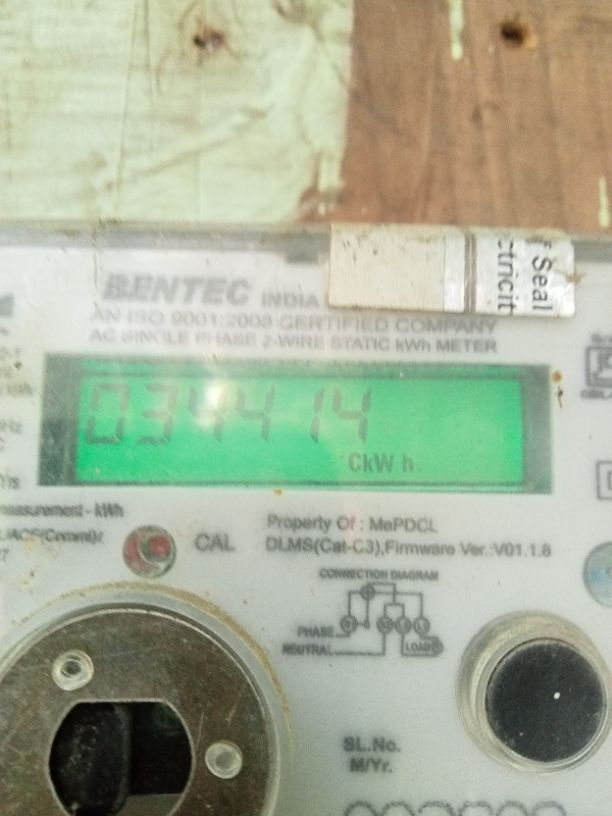 BENTEC INDIA
f Seal
ctricit
AN ISO 9001:2008 CERTIFIED COMPANY
AC SINGLE PHASE 2-WIRE STATIC kWh METER
034414
CkW h
measurement - kWh
CAL
Property Of : MePDCL
DLMS(Cat-C3),Firmware Ver.:V01.1.8
CONNECTION DIAGRAM
PHASE
NEUTRAL
LOAD
SL.No.
M/Yr.